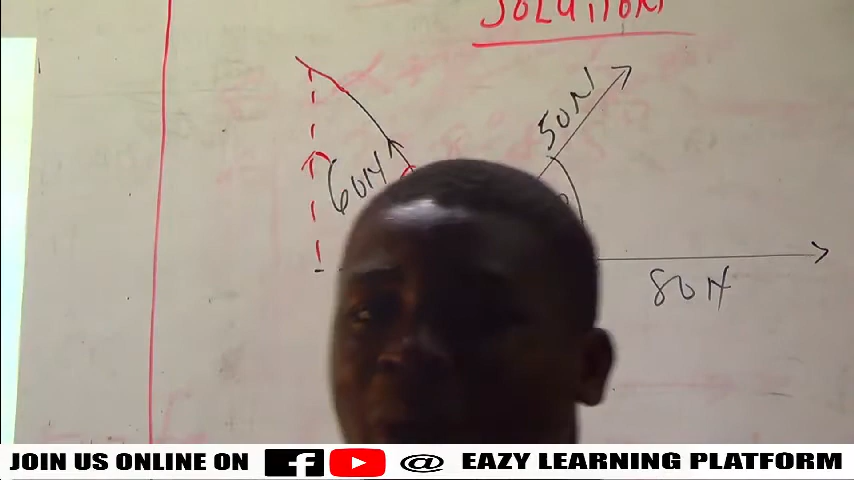 SOLUTION
50N
60N
80N
JOIN US ONLINE ON f @ EAZY LEARNING PLATFORM